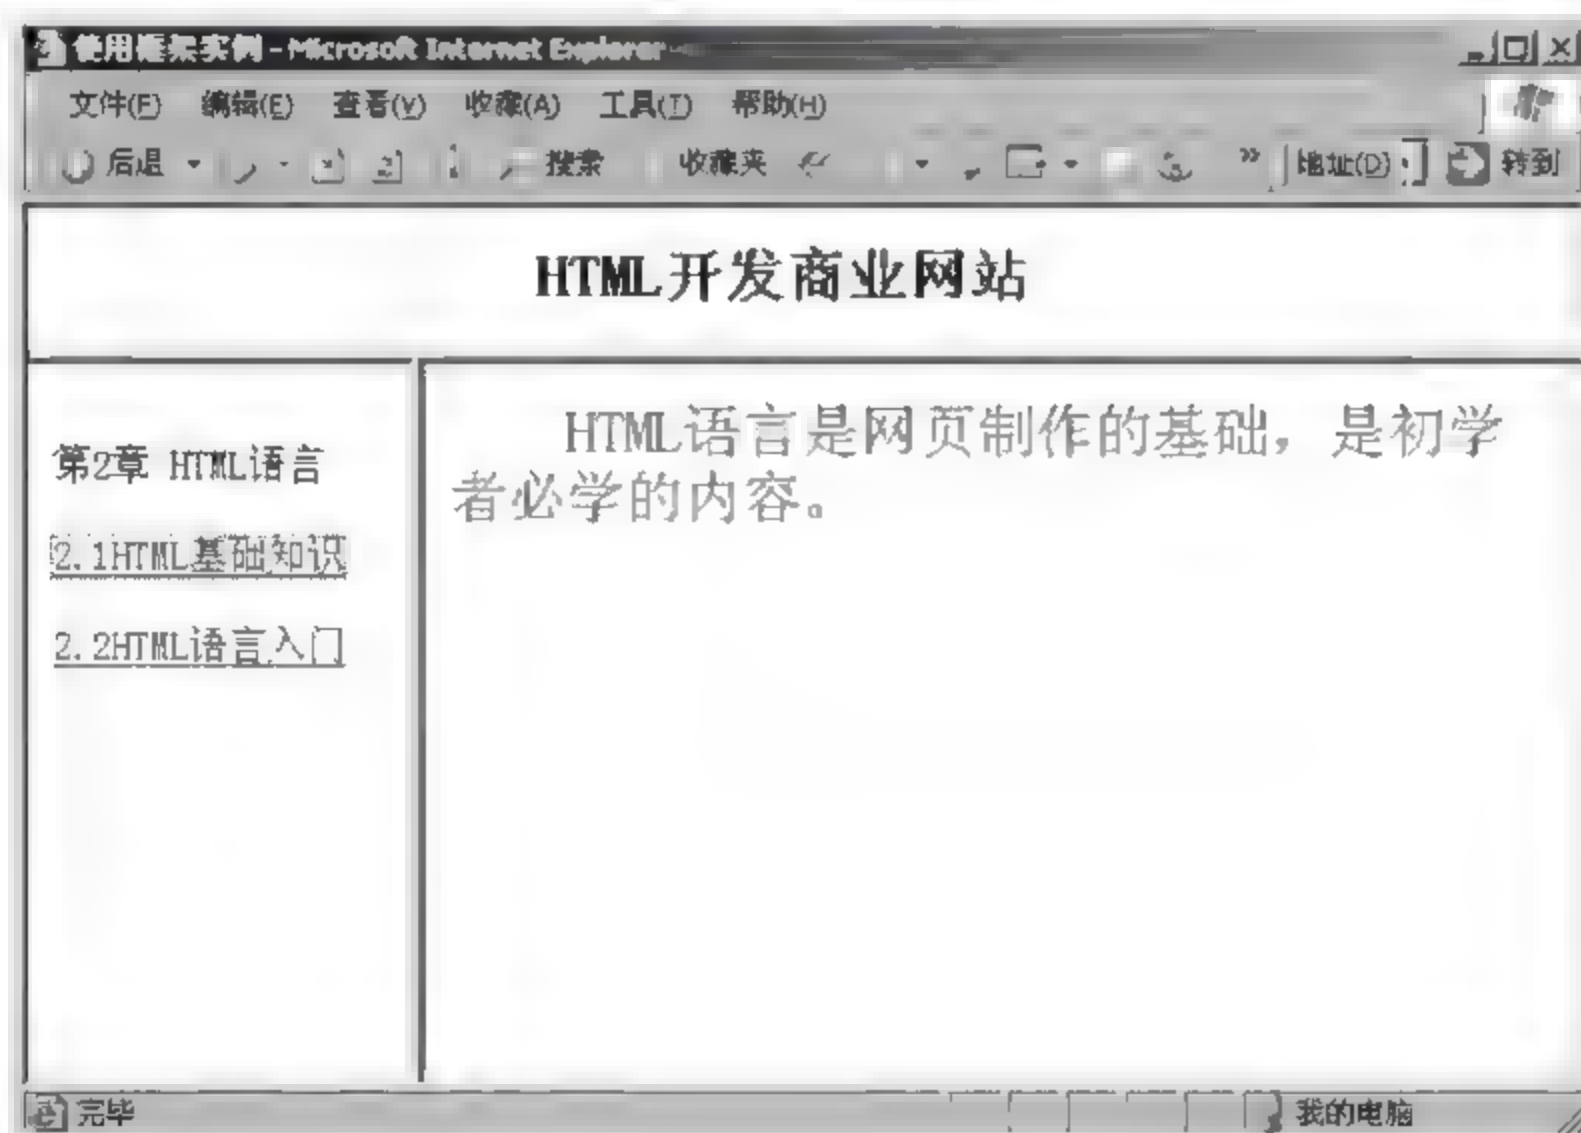 使用框架实例 - Microsoft Internet Explorer
文件(F) 编辑(E) 查看(V) 收藏(A) 工具(T) 帮助(H)
后退 搜索 收藏夹 » 地址(D) 转到
HTML开发商业网站
第2章 HTML语言
2.1HTML基础知识
2.2HTML语言入门
HTML语言是网页制作的基础，是初学
者必学的内容。
完毕 我的电脑